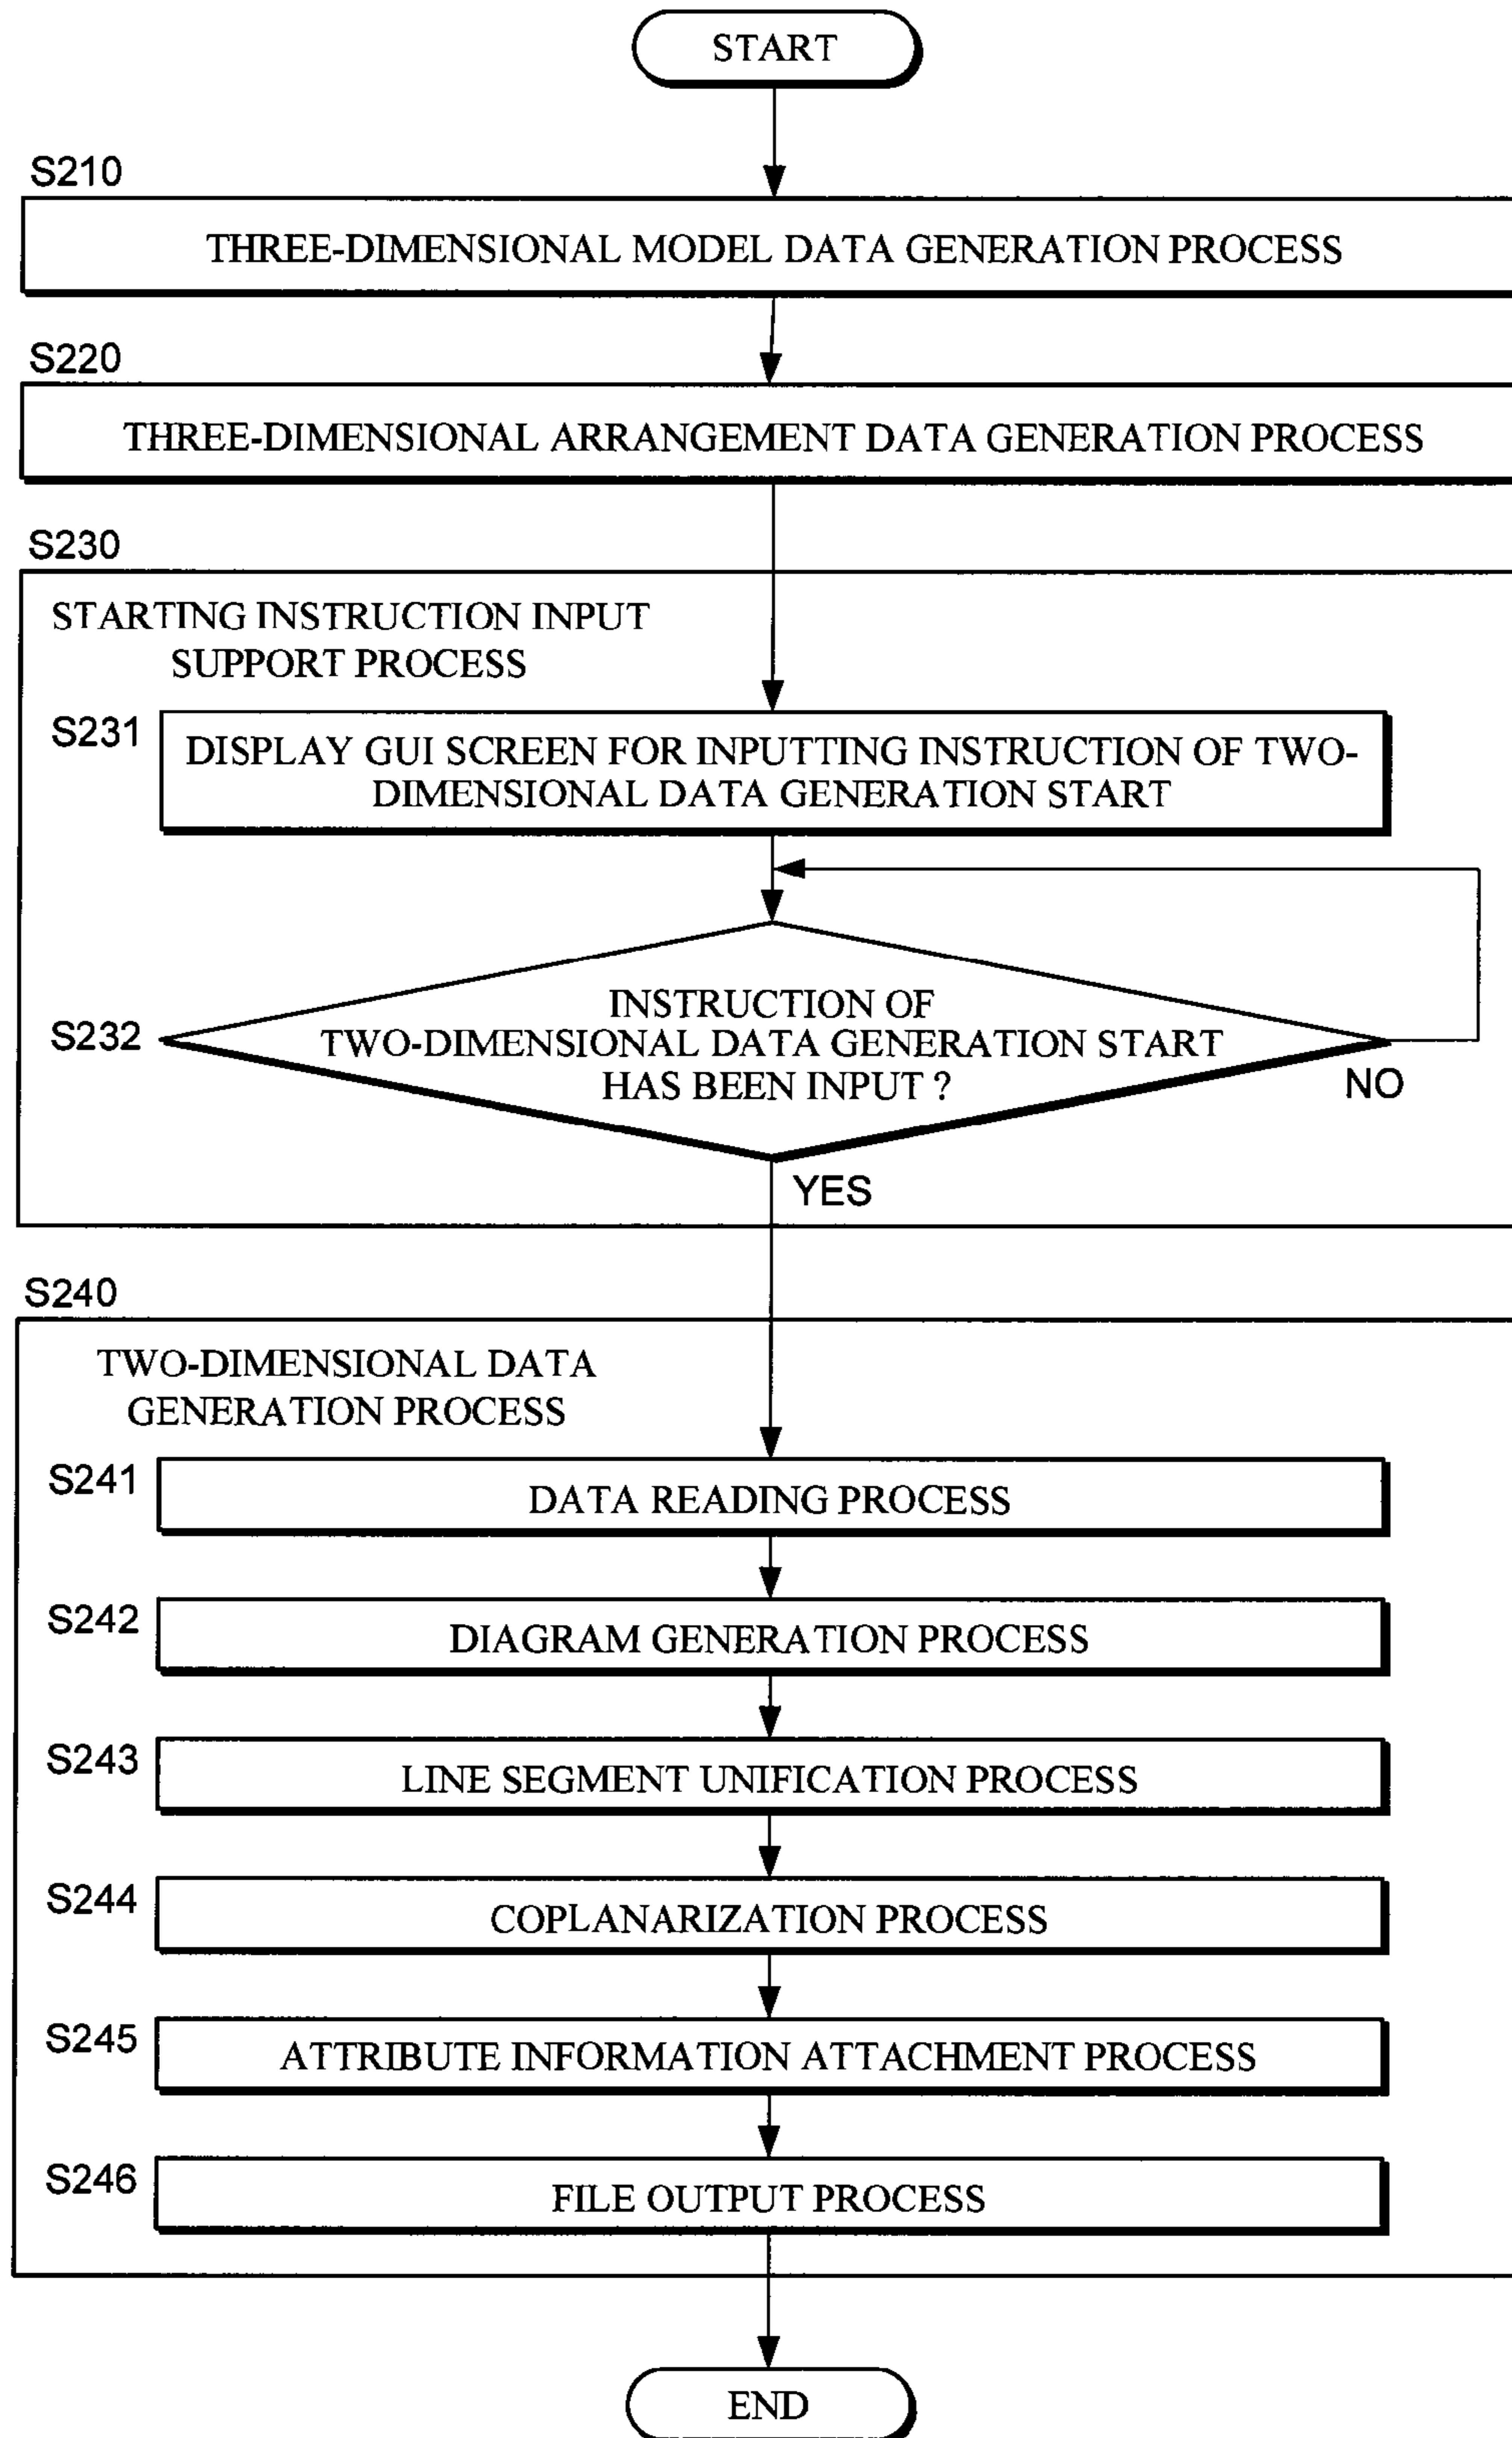 START
S210
THREE-DIMENSIONAL MODEL DATA GENERATION PROCESS
S220
THREE-DIMENSIONAL ARRANGEMENT DATA GENERATION PROCESS
S230
STARTING INSTRUCTION INPUT
SUPPORT PROCESS
S231
DISPLAY GUI SCREEN FOR INPUTTING INSTRUCTION OF TWO-
DIMENSIONAL DATA GENERATION START
S232
INSTRUCTION OF
TWO-DIMENSIONAL DATA GENERATION START
HAS BEEN INPUT ?
NO
YES
S240
TWO-DIMENSIONAL DATA
GENERATION PROCESS
S241
DATA READING PROCESS
S242
DIAGRAM GENERATION PROCESS
S243
LINE SEGMENT UNIFICATION PROCESS
S244
COPLANARIZATION PROCESS
S245
ATTRIBUTE INFORMATION ATTACHMENT PROCESS
S246
FILE OUTPUT PROCESS
END